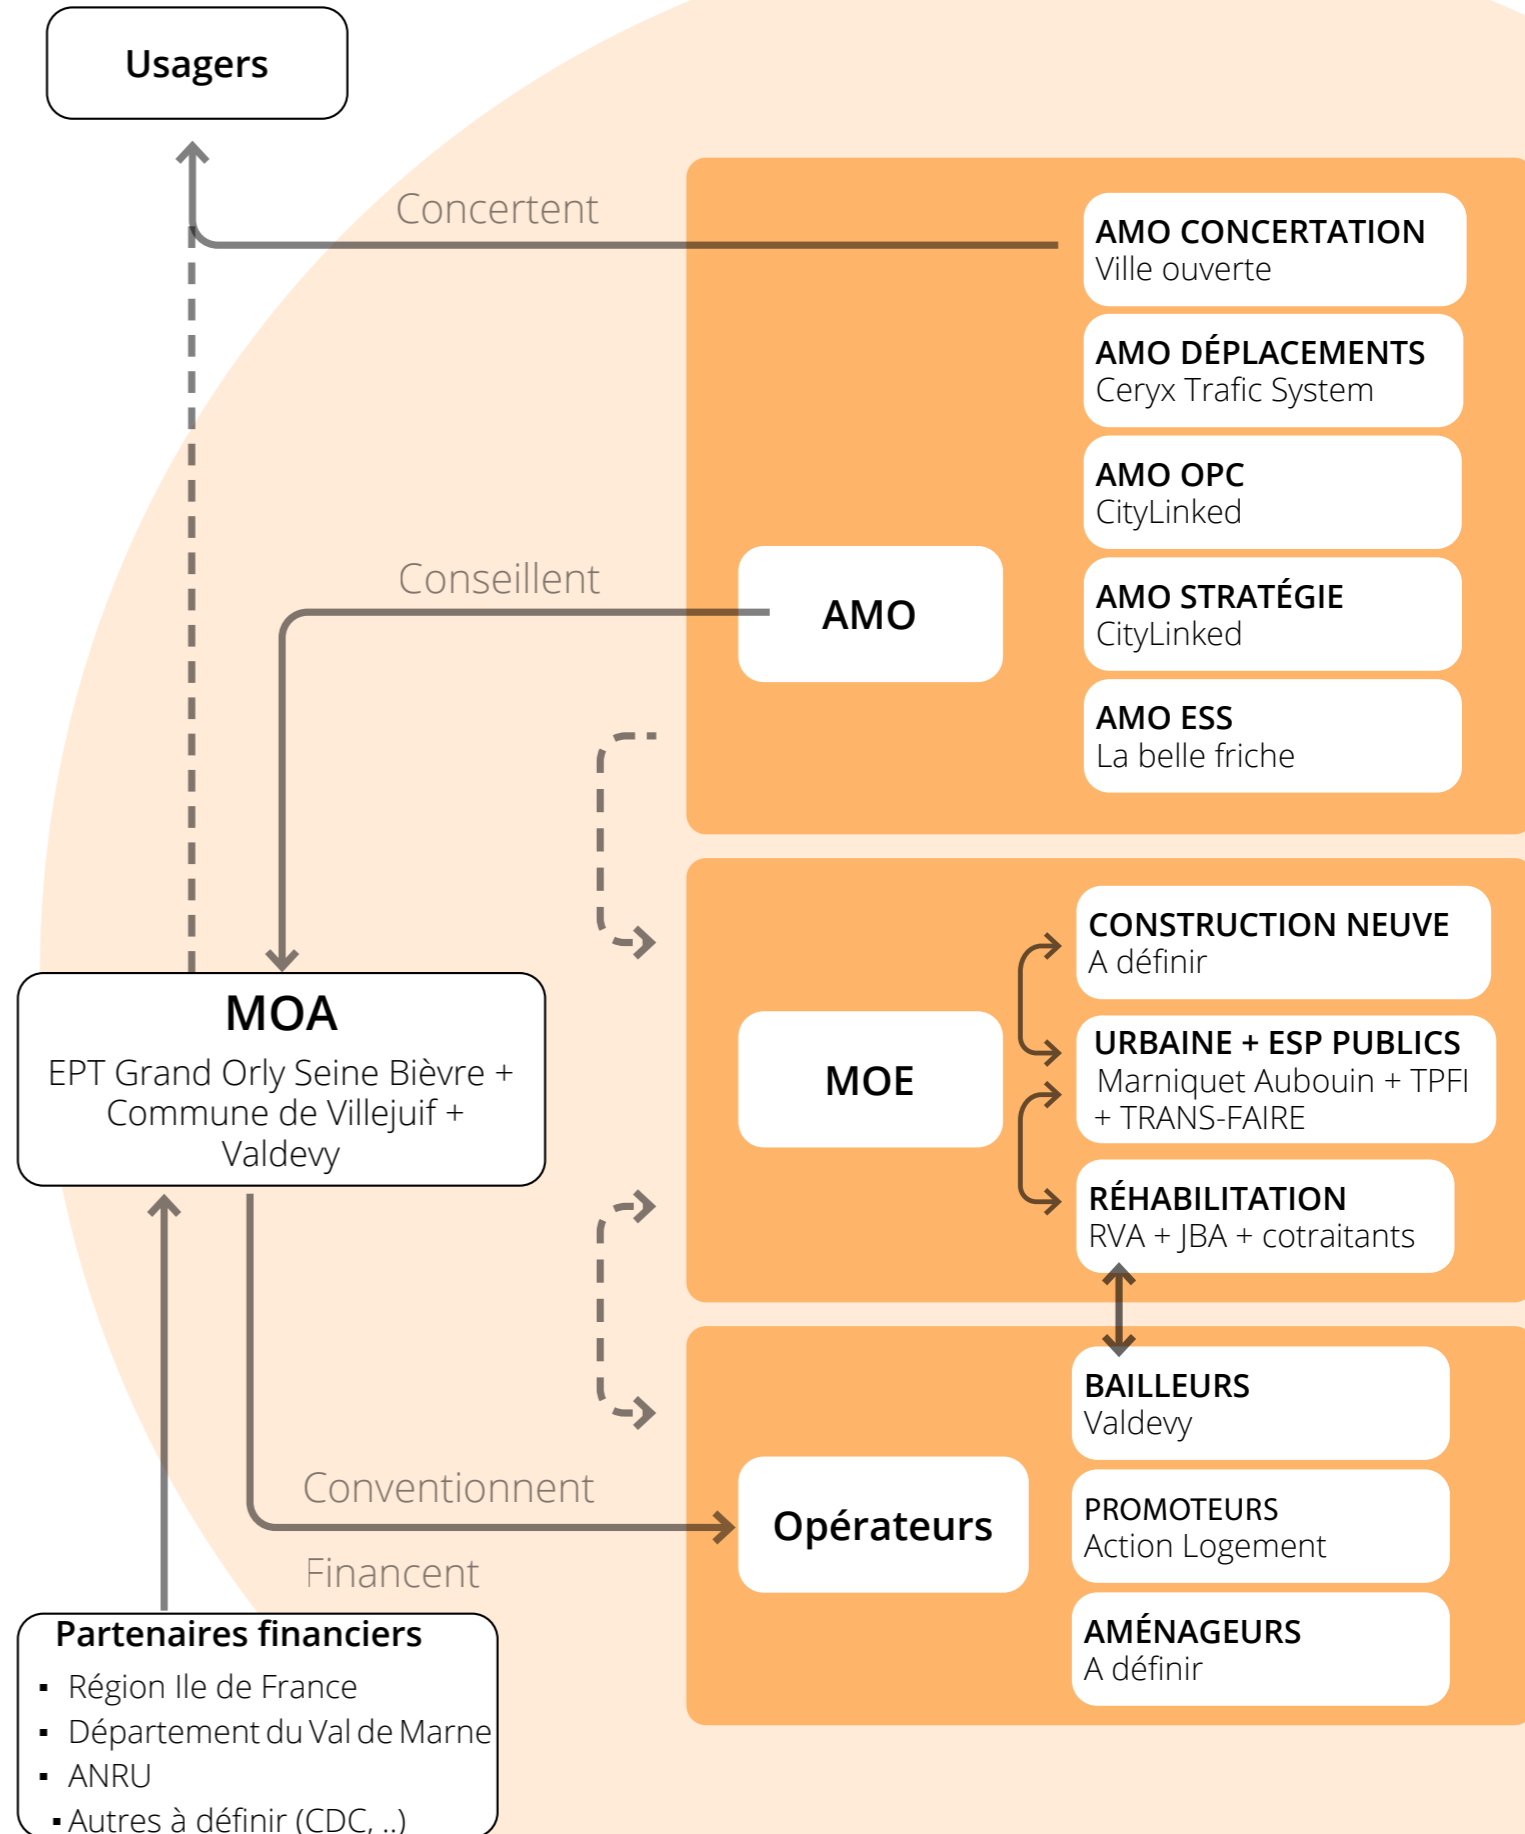 Usagers
Concertent
AMO CONCERTATION
Ville ouverte
AMO DÉPLACEMENTS
Ceryx Trafic System
AMO OPC
CityLinked
Conseillent
AMO
AMO STRATÉGIE
CityLinked
AMO ESS
La belle friche
MOA
EPT Grand Orly Seine Bièvre +
Commune de Villejuif +
Valdevy
MOE
CONSTRUCTION NEUVE
A définir
URBAINE + ESP PUBLICS
Marniquet Aubouin + TPFI
+ TRANS-FAIRE
RÉHABILITATION
RVA + JBA + cotraitants
Conventionnent
Financent
Opérateurs
BAILLEURS
Valdevy
PROMOTEURS
Action Logement
AMÉNAGEURS
A définir
Partenaires financiers
▪ Région Ile de France
▪ Département du Val de Marne
▪ ANRU
▪ Autres à définir (CDC, ..)